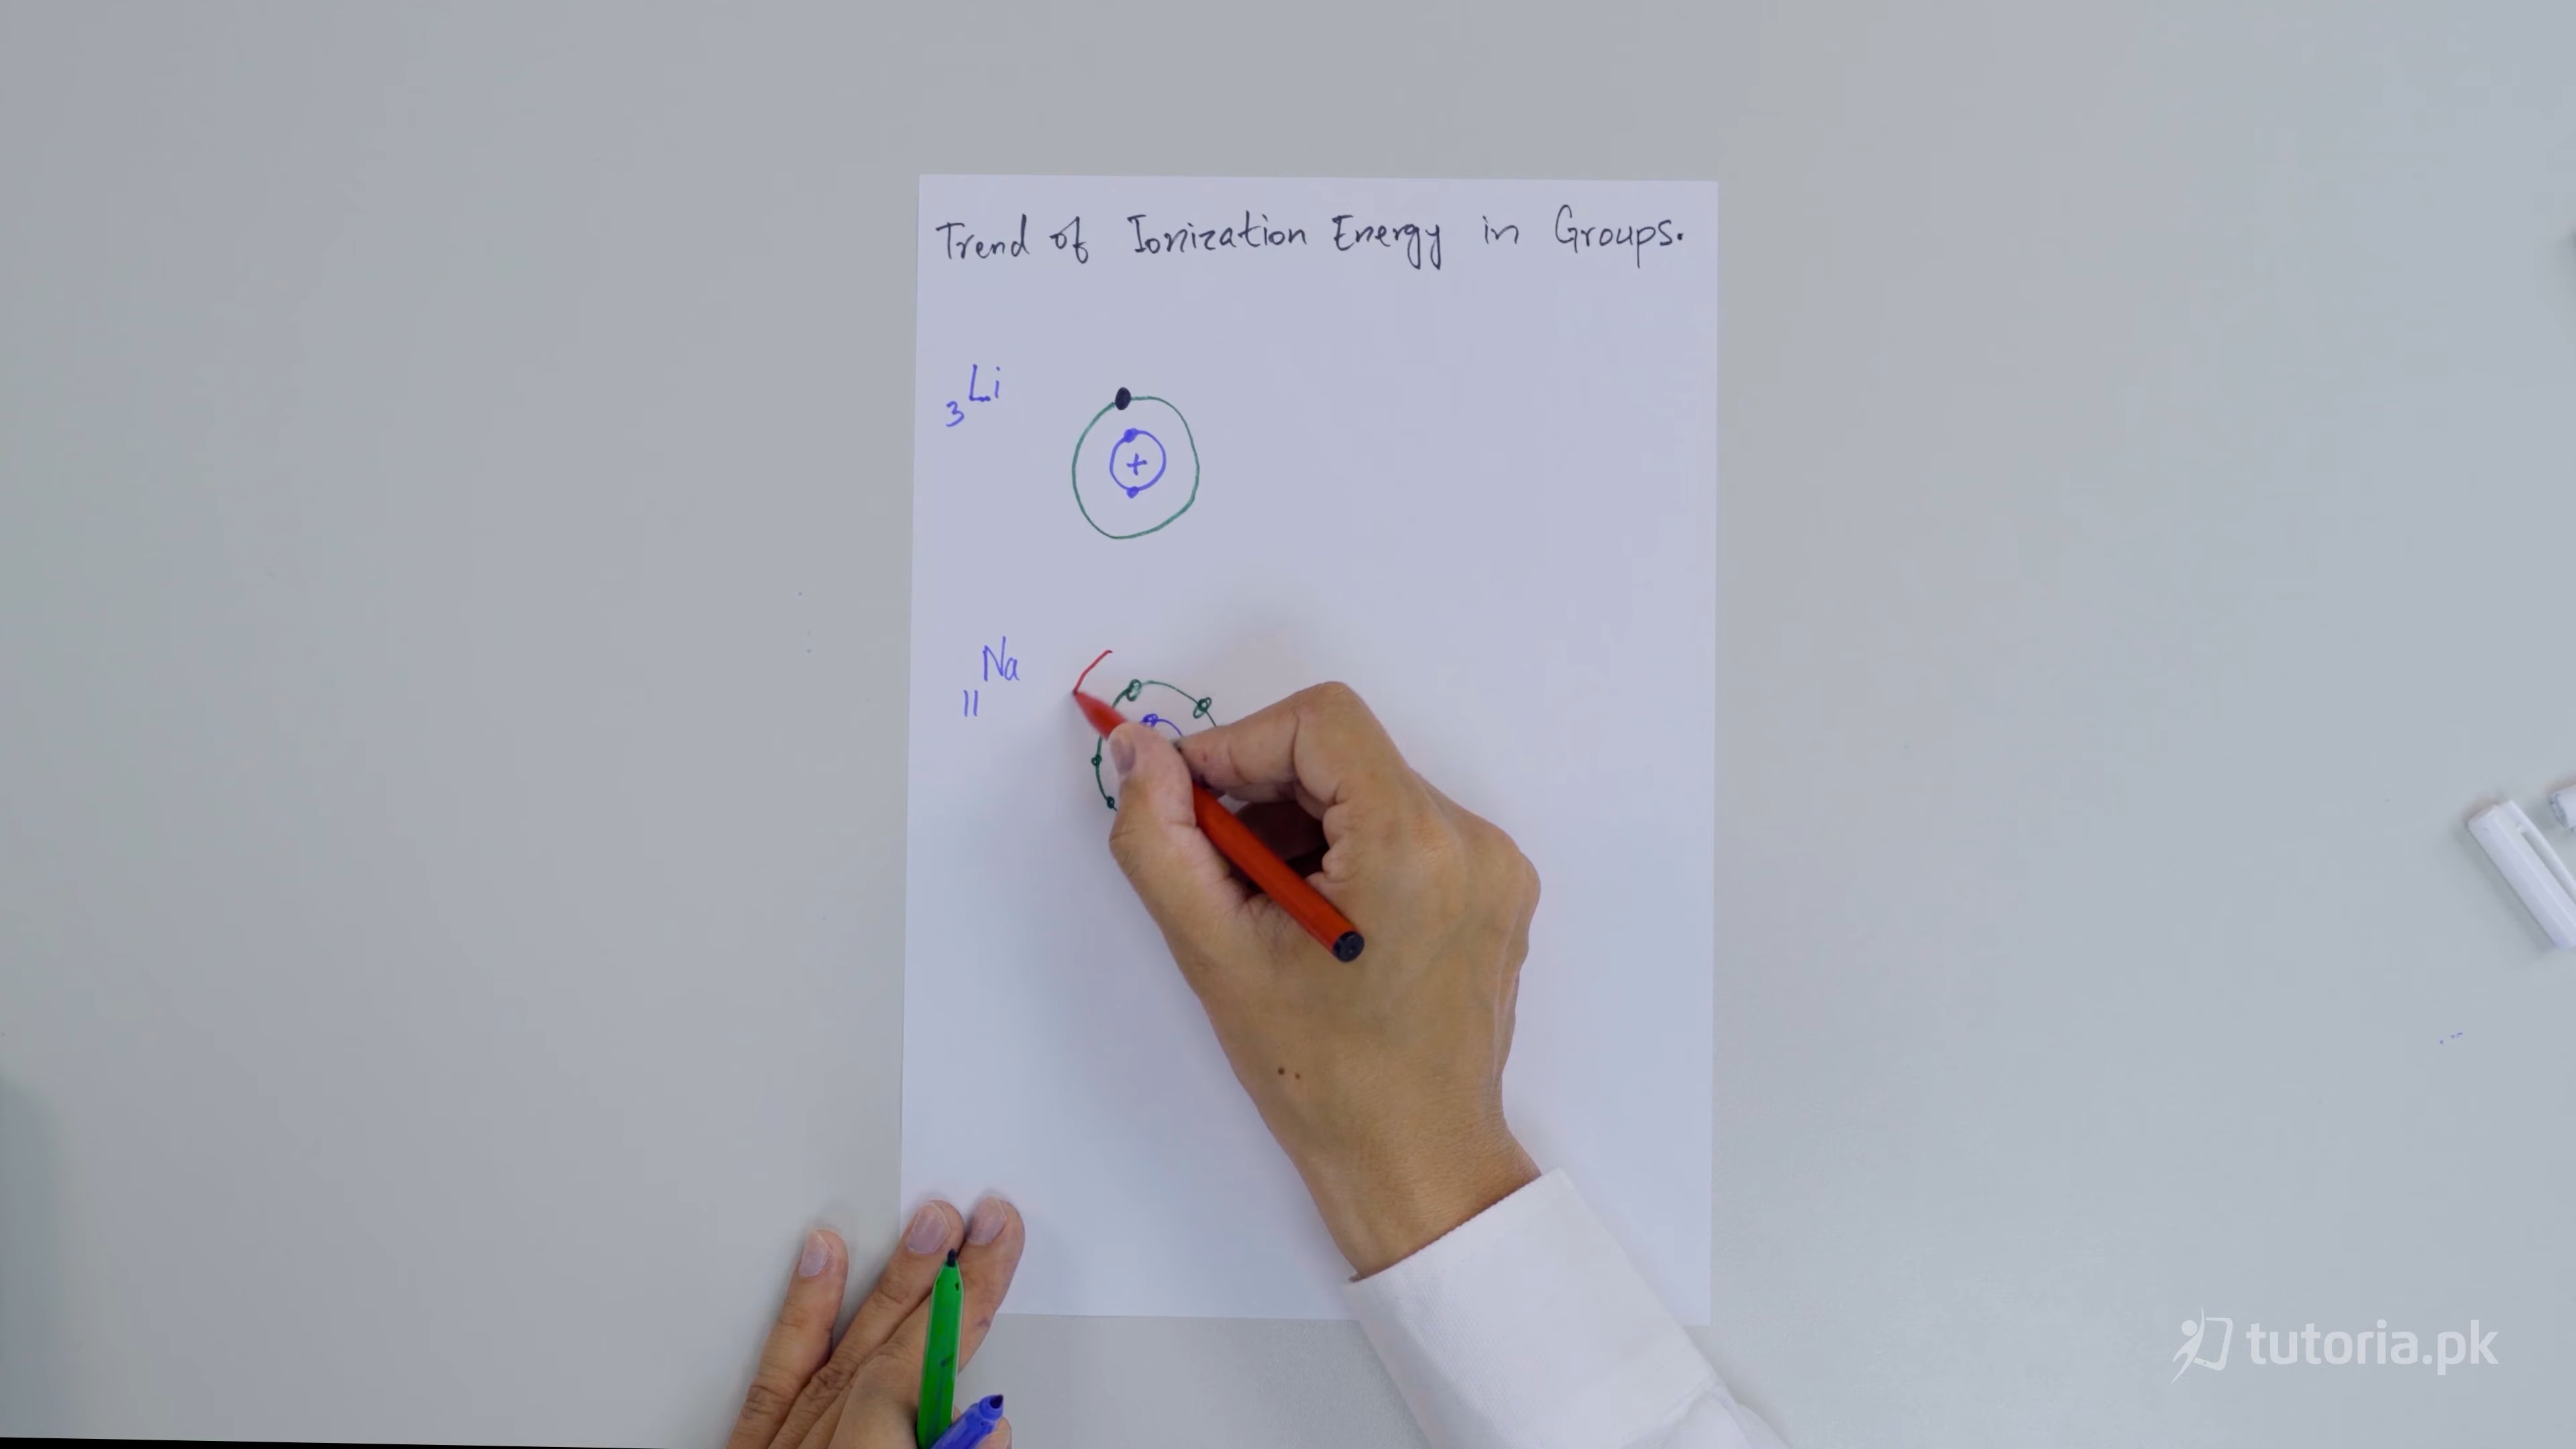 Trend of Ionization Energy in Groups.
3Li
+
11Na
tutoria.pk